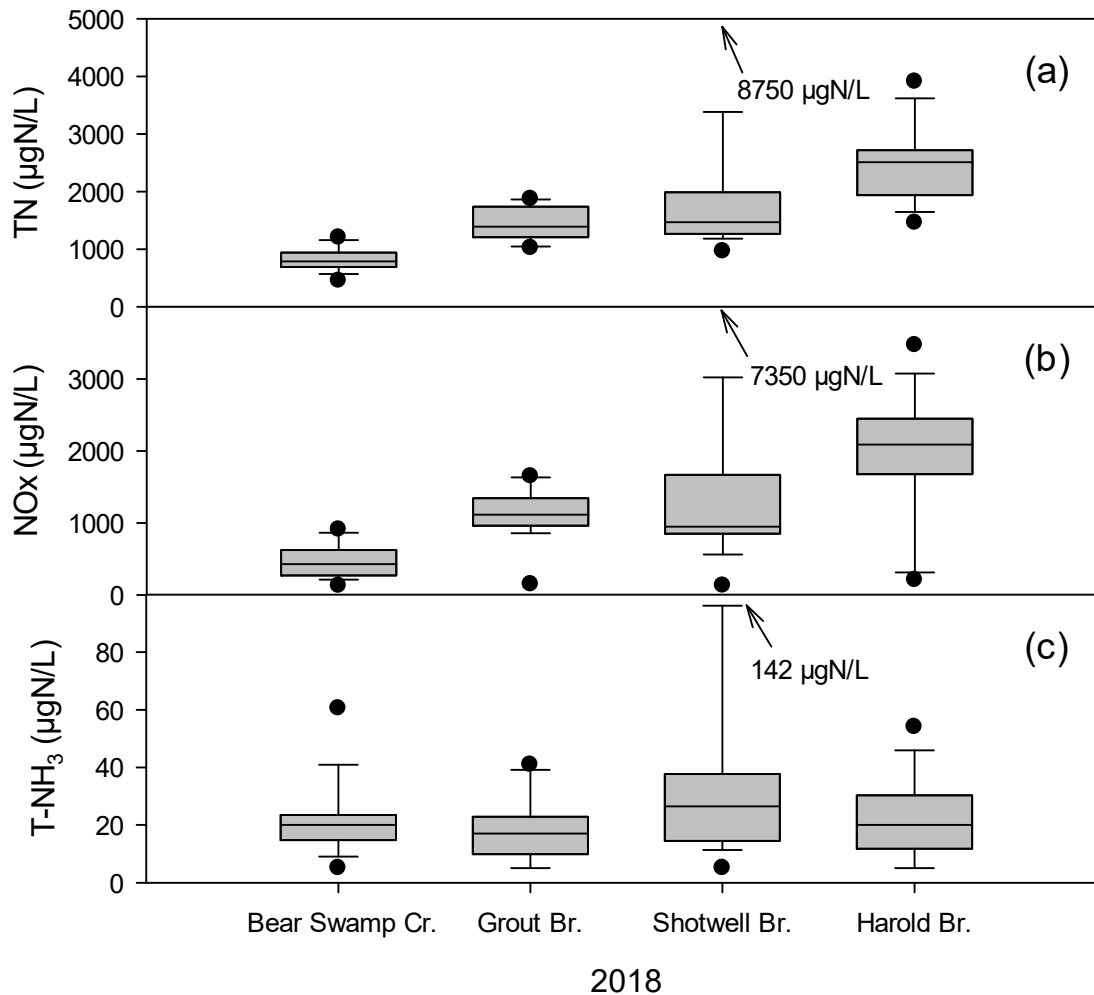 TN (µgN/L)
5000
4000
3000
2000
1000
0
(a)
8750 µgN/L
NOx (µgN/L)
3000
2000
1000
0
(b)
7350 µgN/L
T-NH₃ (µgN/L)
80
60
40
20
0
(c)
142 µgN/L
Bear Swamp Cr. Grout Br. Shotwell Br. Harold Br.
2018